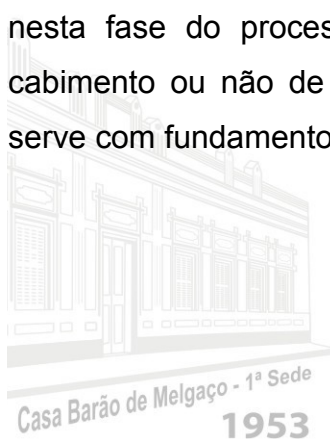 nesta fase do proces
cabimento ou não de
serve com fundamento
Casa Barão de Melgaço - 1ª Sede
1953